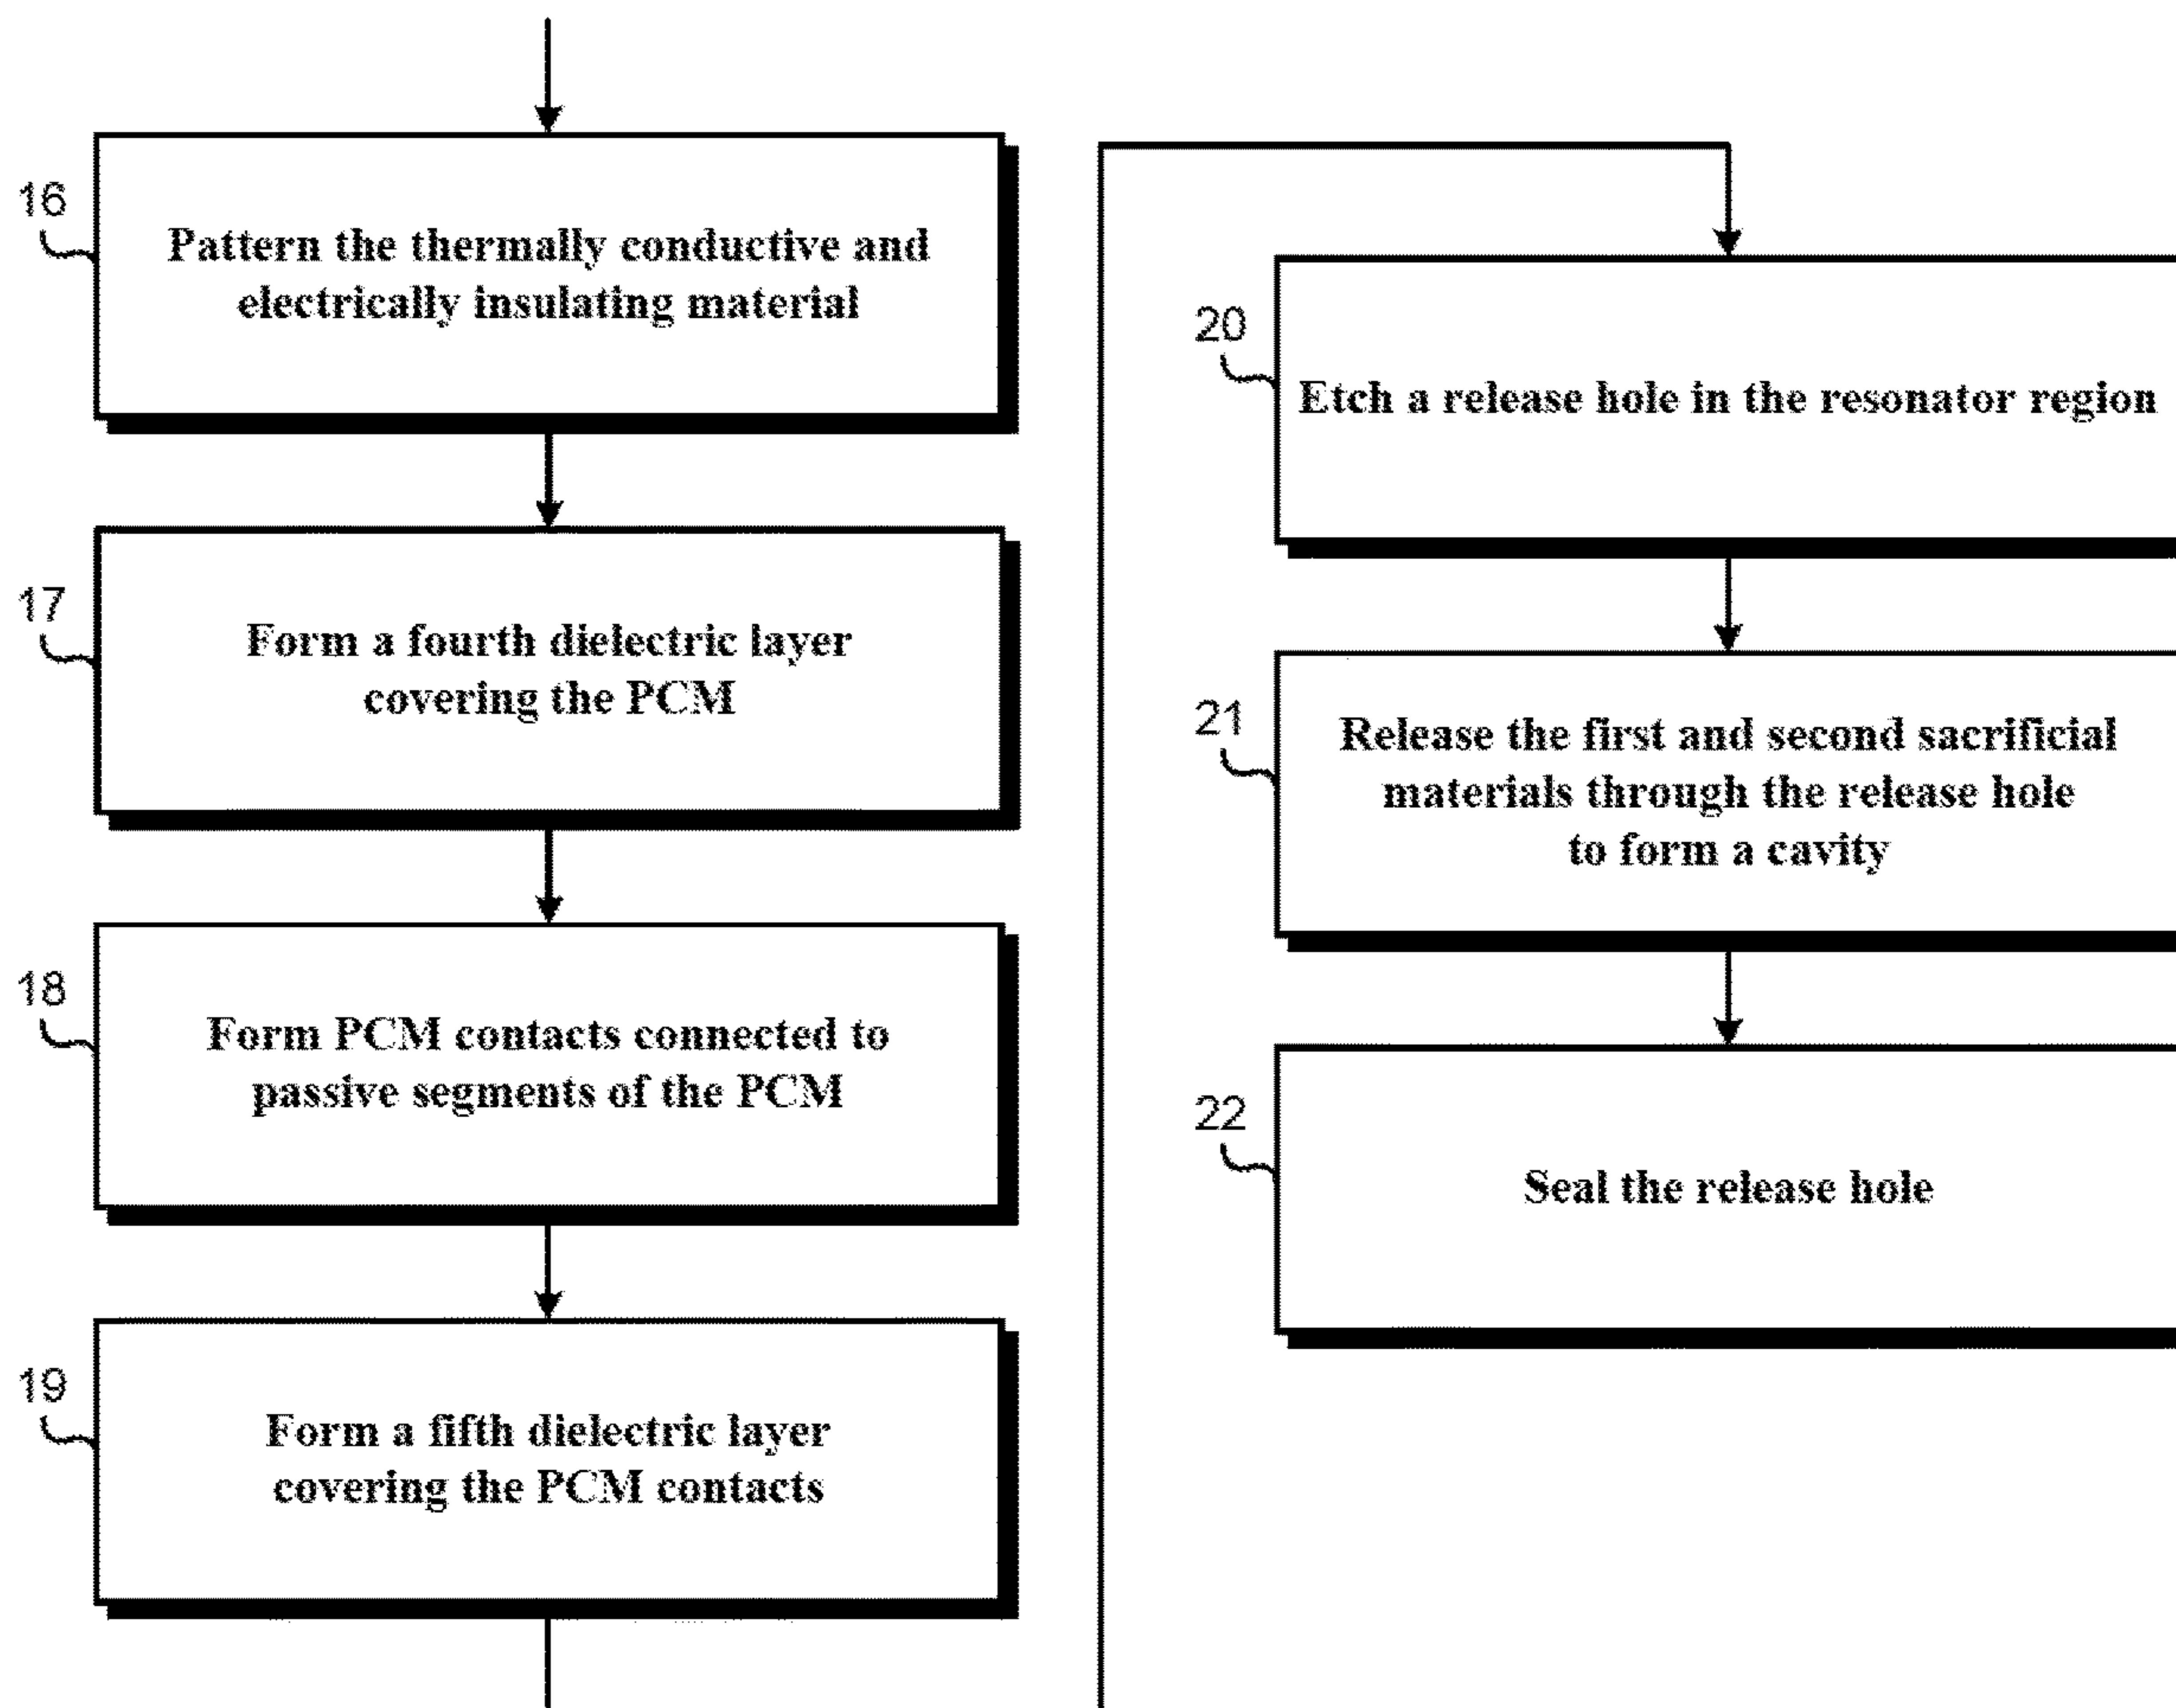 16
Pattern the thermally conductive and
electrically insulating material
17
Form a fourth dielectric layer
covering the PCM
18
Form PCM contacts connected to
passive segments of the PCM
19
Form a fifth dielectric layer
covering the PCM contacts
20
Etch a release hole in the resonator region
21
Release the first and second sacrificial
materials through the release hole
to form a cavity
22
Seal the release hole